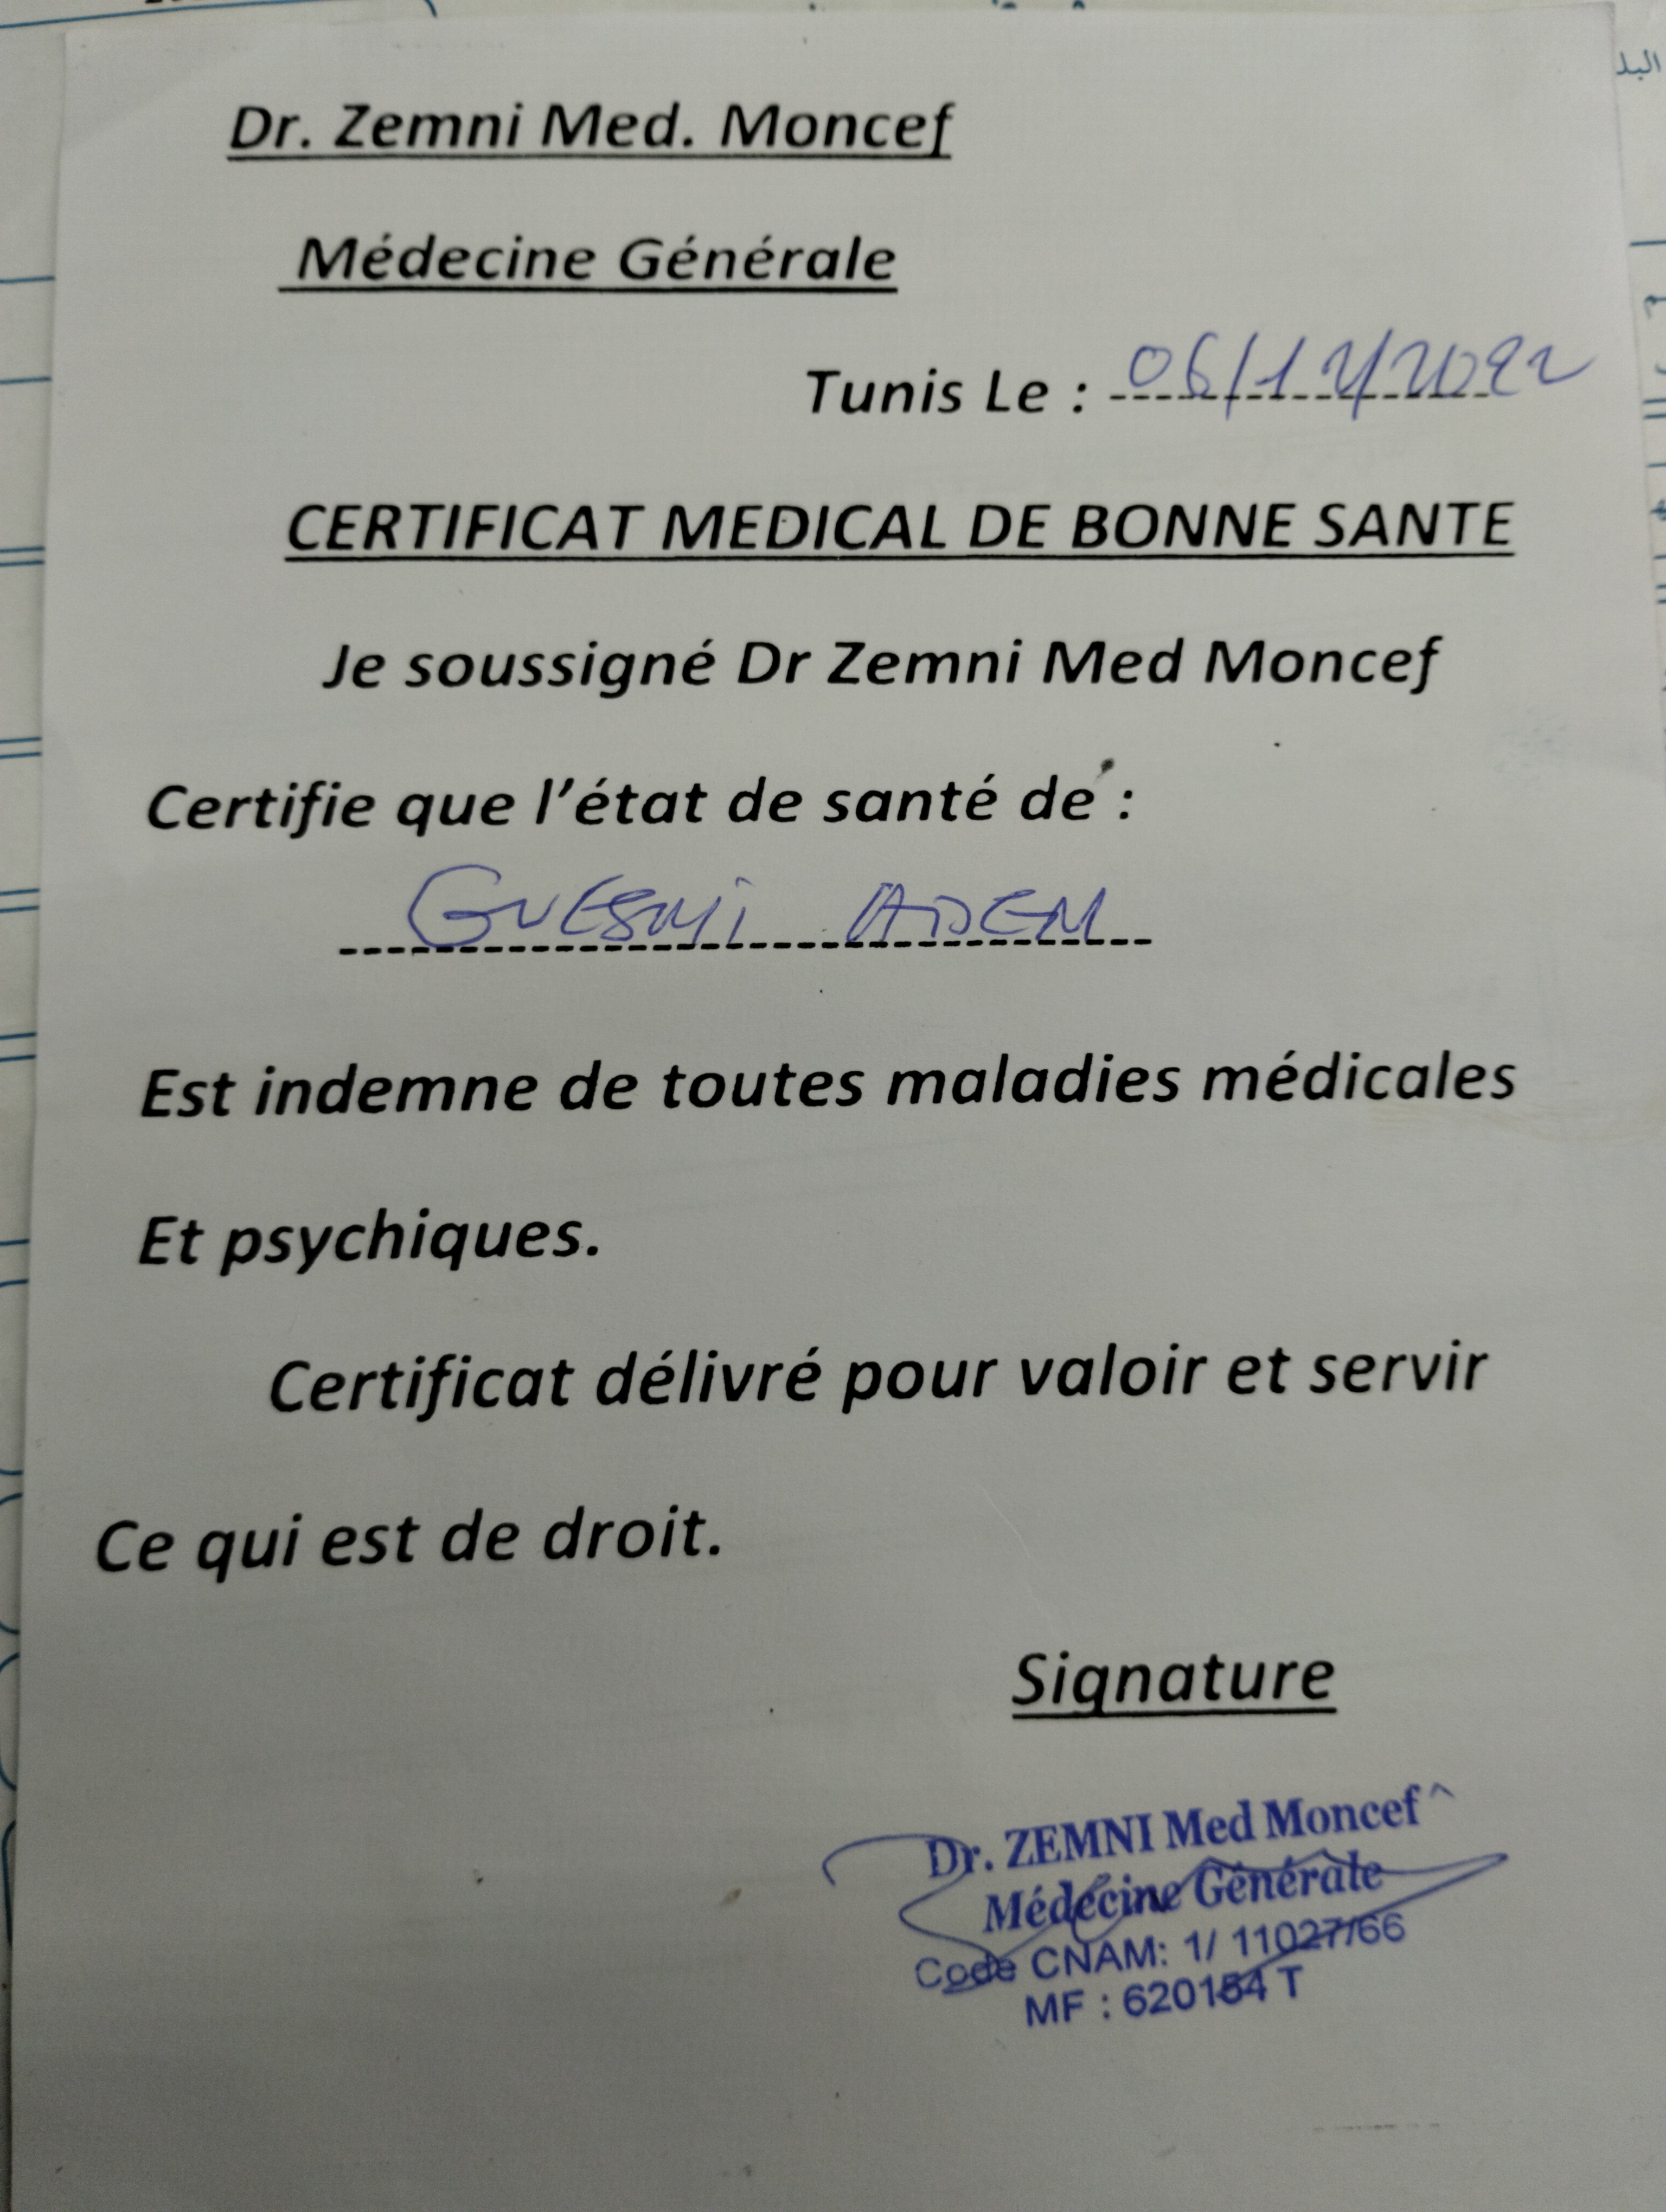 Dr. Zemni Med. Moncef
Médecine Générale
Tunis Le : 06/12/2022
CERTIFICAT MEDICAL DE BONNE SANTE
Je soussigné Dr Zemni Med Moncef
Certifie que l'état de santé de :
GUESMi ADEM
Est indemne de toutes maladies médicales
Et psychiques.
Certificat délivré pour valoir et servir
Ce qui est de droit.
Signature
Dr. ZEMNI Med Moncef
Médecine Générale
Code CNAM: 1/ 11027/66
MF : 620184 T
البلد